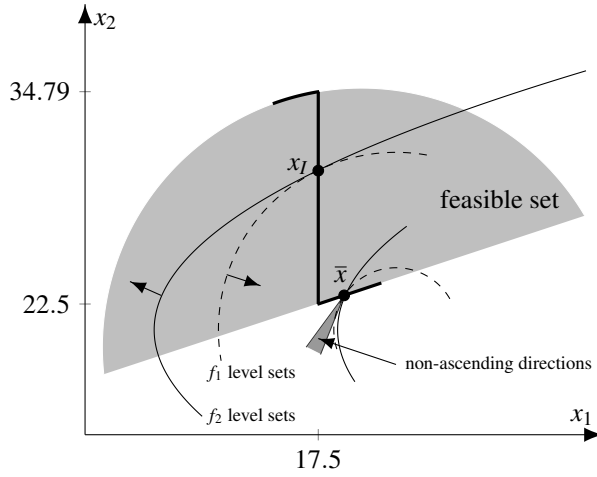 x₂
34.79
x_I
feasible set
x̅
22.5
non-ascending directions
f₁ level sets
f₂ level sets
x₁
17.5